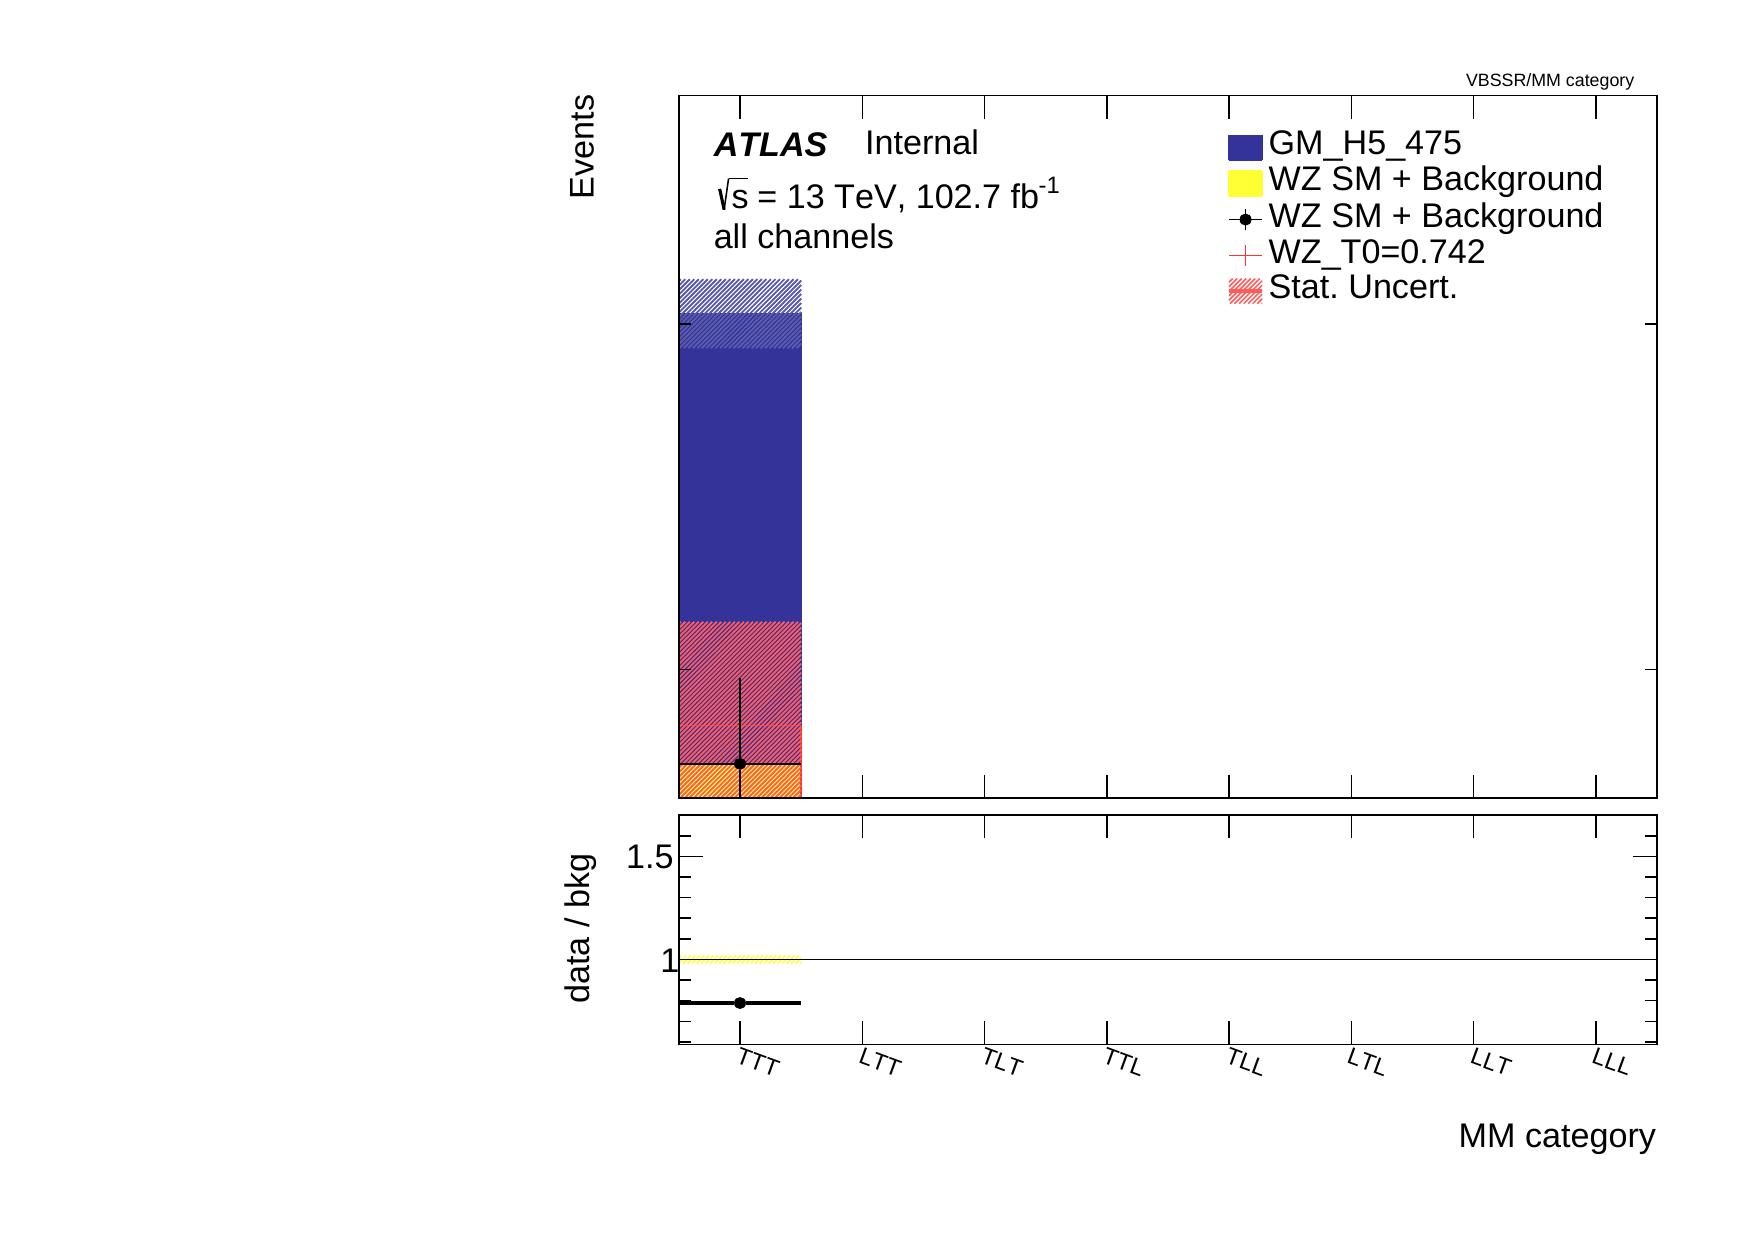 VBSSR/MM category
Events
ATLAS Internal
√s = 13 TeV, 102.7 fb-1
all channels
GM_H5_475
WZ SM + Background
WZ SM + Background
WZ_T0=0.742
Stat. Uncert.
data / bkg
1.5
1
TTT LTT TLT TTL TLL LTL LLT LLL
MM category